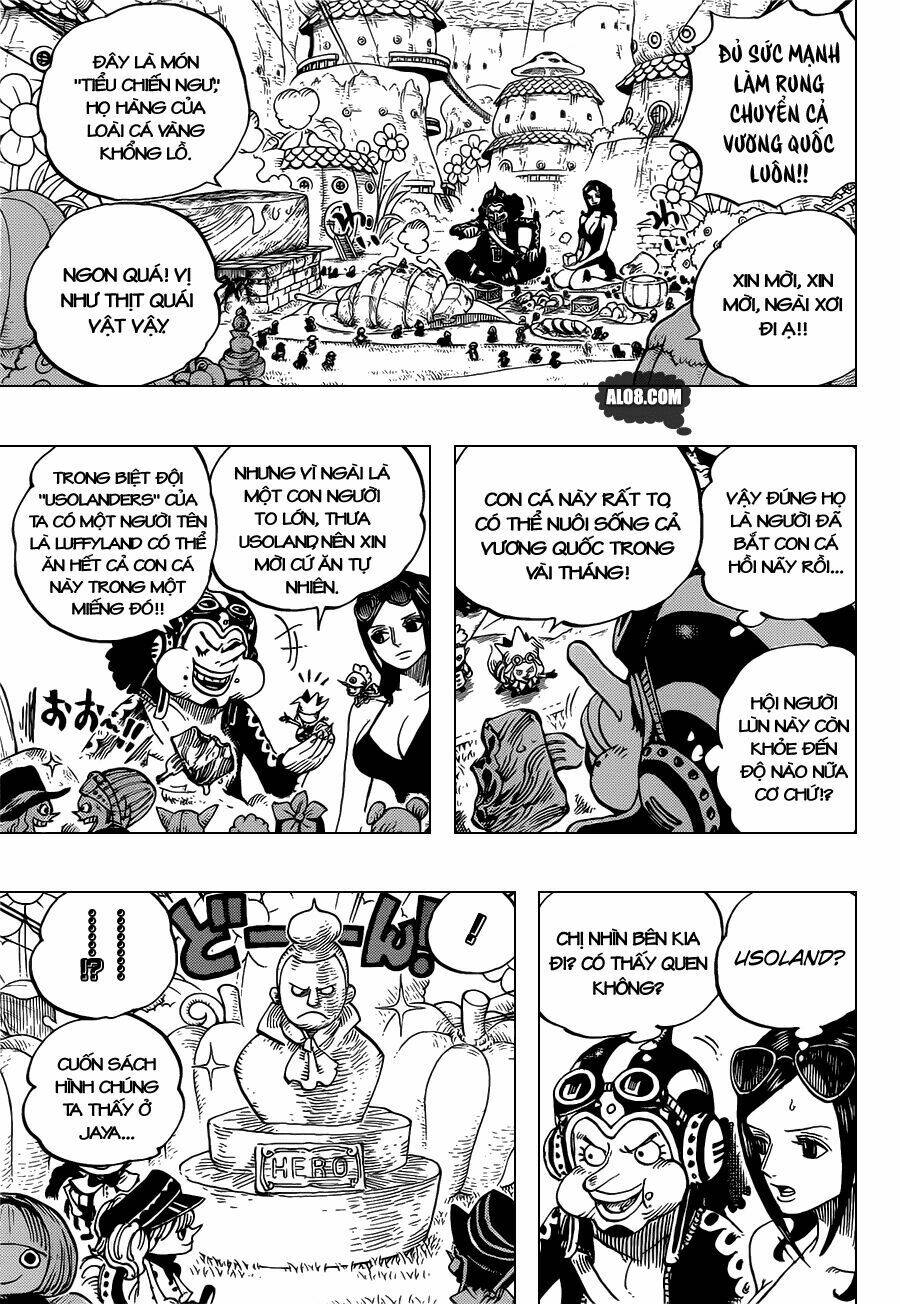 ĐỦ SỨC MẠNH
LÀM RUNG
CHUYỂN CẢ
VƯƠNG QUỐC
LUÔN!!
XIN MỜI, XIN
MỜI, NGÀI XƠI
ĐI Ạ!!
ĐÂY LÀ MÓN
"TIỂU CHIẾN NGƯ",
HỌ HÀNG CỦA
LOÀI CÁ VÀNG
KHỔNG LỒ.
NGON QUÁ! VỊ
NHƯ THỊT QUÁI
VẬT VẬY.
ALO8.COM
VẬY ĐÚNG HỌ
LÀ NGƯỜI ĐÃ
BẮT CON CÁ
HỒI NÃY RỒI...
HỘI NGƯỜI
LÙN NÀY CÒN
KHỎE ĐẾN
ĐỘ NÀO NỮA
CƠ CHỨ!?
CON CÁ NÀY RẤT TO,
CÓ THỂ NUÔI SỐNG CẢ
VƯƠNG QUỐC TRONG
VÀI THÁNG!
NHƯNG VÌ NGÀI LÀ
MỘT CON NGƯỜI
TO LỚN, THƯA
USOLAND, NÊN XIN
MỜI CỨ ĂN TỰ
NHIÊN.
TRONG BIỆT ĐỘI
"USOLANDERS" CỦA
TA CÓ MỘT NGƯỜI TÊN
LÀ LUFFYLAND CÓ THỂ
ĂN HẾT CẢ CON CÁ
NÀY TRONG MỘT
MIẾNG ĐÓ!!
おお〜!!
USOLAND?
CHỊ NHÌN BÊN KIA
ĐI? CÓ THẤY QUEN
KHÔNG?
!
どーーん!
HERO
!?
CUỐN SÁCH
HÌNH CHÚNG
TA THẤY Ở
JAYA...